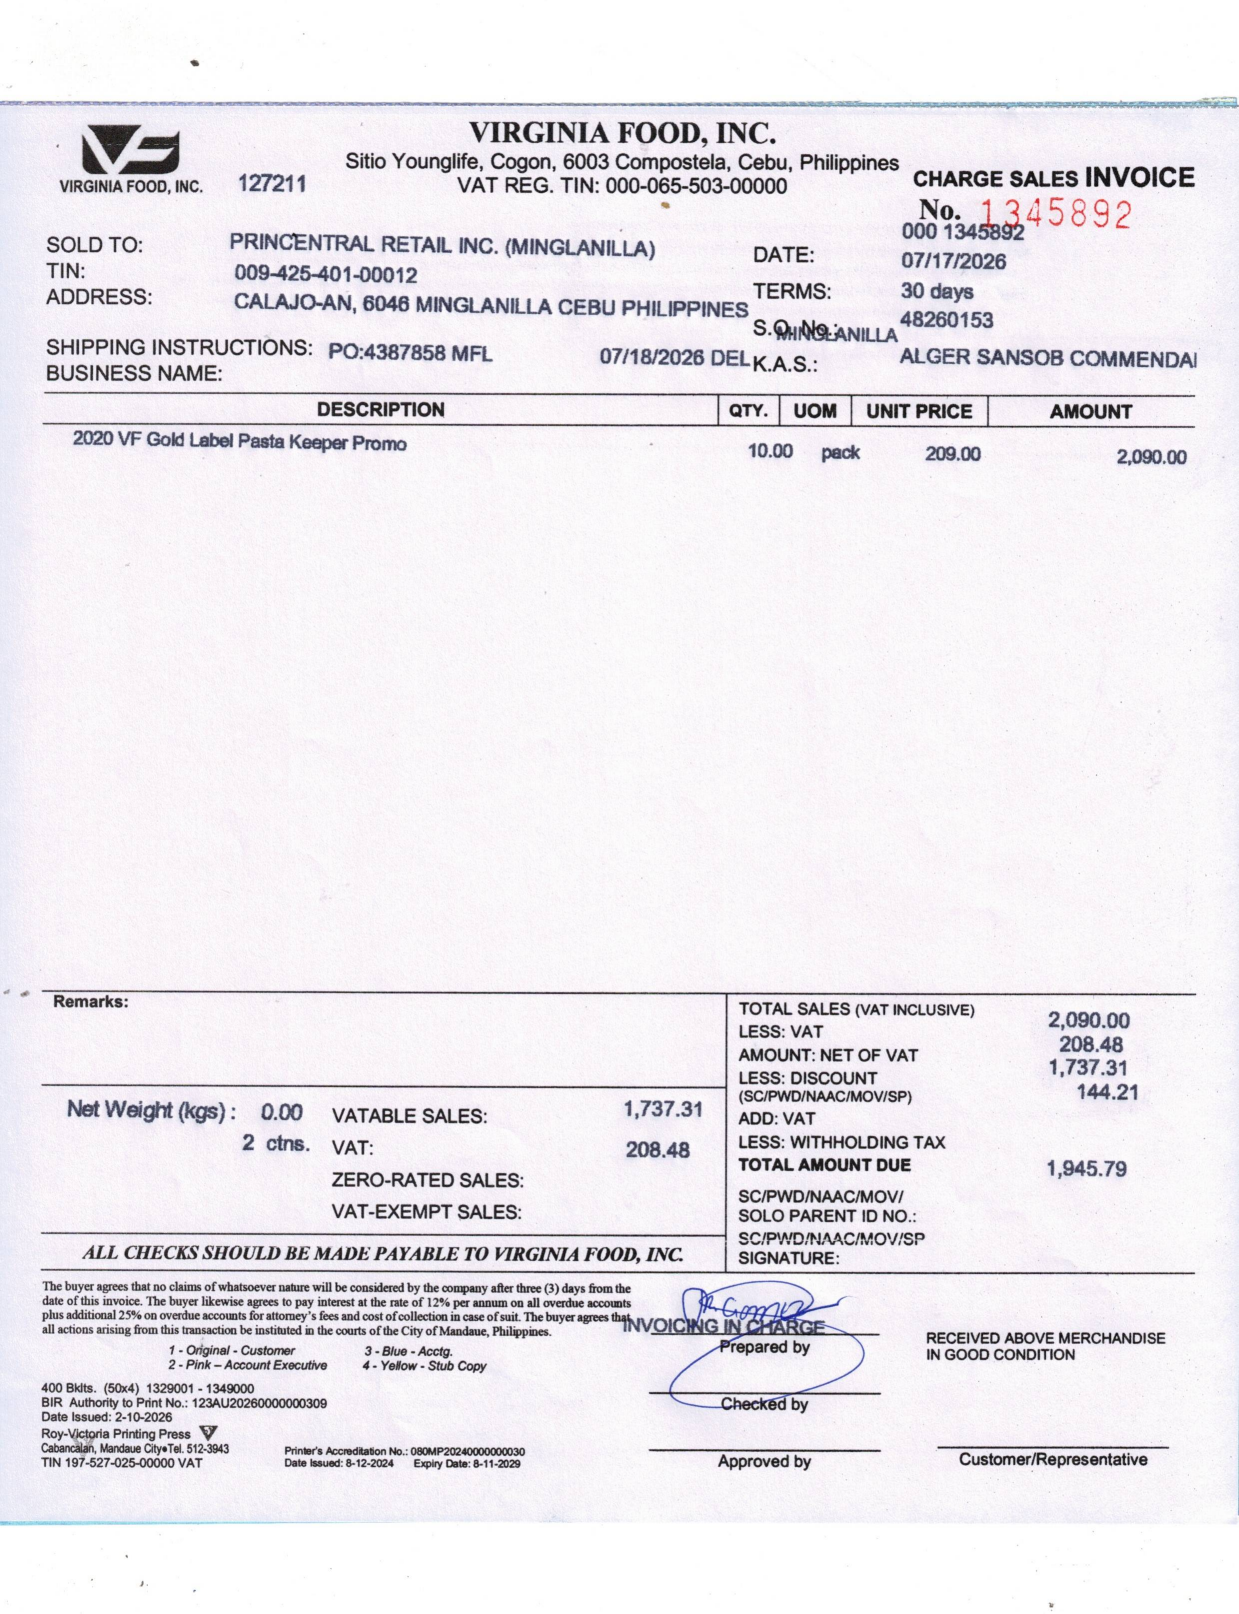 VIRGINIA FOOD, INC.
Sitio Younglife, Cogon, 6003 Compostela, Cebu, Philippines
VAT REG. TIN: 000-065-503-00000
VF
VIRGINIA FOOD, INC.
127211
CHARGE SALES INVOICE
No. 1345892
000 1345892
SOLD TO: PRINCENTRAL RETAIL INC. (MINGLANILLA)
DATE: 07/17/2026
TIN: 009-425-401-00012
TERMS: 30 days
ADDRESS: CALAJO-AN, 6046 MINGLANILLA CEBU PHILIPPINES
S.O. No.: 48260153
MINGLANILLA
SHIPPING INSTRUCTIONS: PO:4387858 MFL 07/18/2026 DEL
K.A.S.: ALGER SANSOB COMMENDA
BUSINESS NAME:
DESCRIPTION QTY. UOM UNIT PRICE AMOUNT
2020 VF Gold Label Pasta Keeper Promo 10.00 pack 209.00 2,090.00
Remarks:
TOTAL SALES (VAT INCLUSIVE) 2,090.00
LESS: VAT 208.48
AMOUNT: NET OF VAT 1,737.31
LESS: DISCOUNT 144.21
(SC/PWD/NAAC/MOV/SP)
ADD: VAT
LESS: WITHHOLDING TAX
TOTAL AMOUNT DUE 1,945.79
SC/PWD/NAAC/MOV/
SOLO PARENT ID NO.:
SC/PWD/NAAC/MOV/SP
SIGNATURE:
Net Weight (kgs) : 0.00
2 ctns.
VATABLE SALES: 1,737.31
VAT: 208.48
ZERO-RATED SALES:
VAT-EXEMPT SALES:
ALL CHECKS SHOULD BE MADE PAYABLE TO VIRGINIA FOOD, INC.
The buyer agrees that no claims of whatsoever nature will be considered by the company after three (3) days from the
date of this invoice. The buyer likewise agrees to pay interest at the rate of 12% per annum on all overdue accounts
plus additional 25% on overdue accounts for attorney's fees and cost of collection in case of suit. The buyer agrees that
all actions arising from this transaction be instituted in the courts of the City of Mandaue, Philippines.
1 - Original - Customer 3 - Blue - Acctg.
2 - Pink – Account Executive 4 - Yellow - Stub Copy
400 Bklts. (50x4) 1329001 - 1349000
BIR Authority to Print No.: 123AU20260000000309
Date Issued: 2-10-2026
Roy-Victoria Printing Press
Cabancalan, Mandaue City•Tel. 512-3943
TIN 197-527-025-00000 VAT
Printer's Accreditation No.: 080MP20240000000030
Date Issued: 8-12-2024 Expiry Date: 8-11-2029
INVOICING IN CHARGE
Prepared by
Checked by
Approved by
RECEIVED ABOVE MERCHANDISE
IN GOOD CONDITION
Customer/Representative